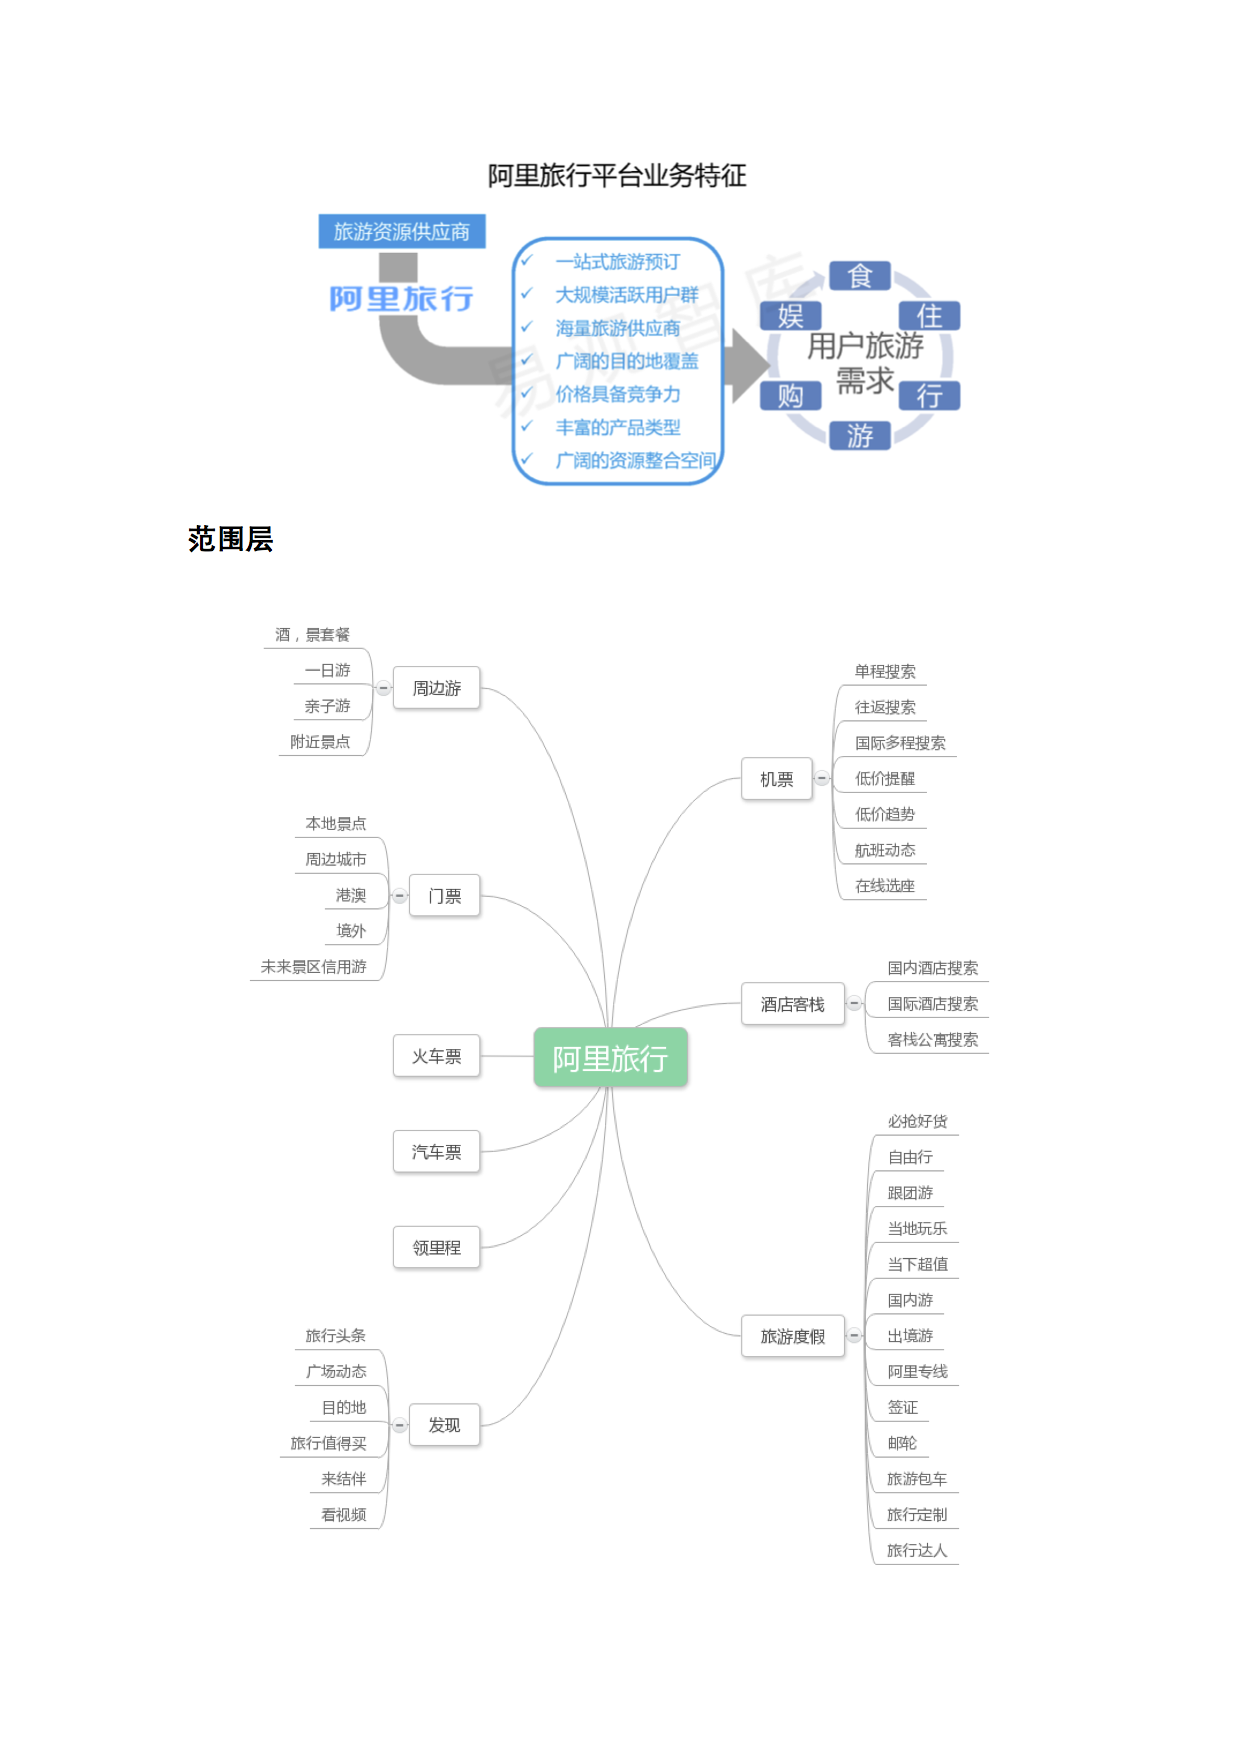 阿里旅行平台业务特征
旅游资源供应商
阿里旅行
一站式旅游预订
大规模活跃用户群
海量旅游供应商
广阔的目的地覆盖
价格具备竞争力
丰富的产品类型
广阔的资源整合空间
易观智库
食
住
行
游
购
娱
用户旅游
需求
范围层
阿里旅行
周边游
酒，景套餐
一日游
亲子游
附近景点
门票
本地景点
周边城市
港澳
境外
未来景区信用游
火车票
汽车票
领里程
发现
旅行头条
广场动态
目的地
旅行值得买
来结伴
看视频
机票
单程搜索
往返搜索
国际多程搜索
低价提醒
低价趋势
航班动态
在线选座
酒店客栈
国内酒店搜索
国际酒店搜索
客栈公寓搜索
旅游度假
必抢好货
自由行
跟团游
当地玩乐
当下超值
国内游
出境游
阿里专线
签证
邮轮
旅游包车
旅行定制
旅行达人